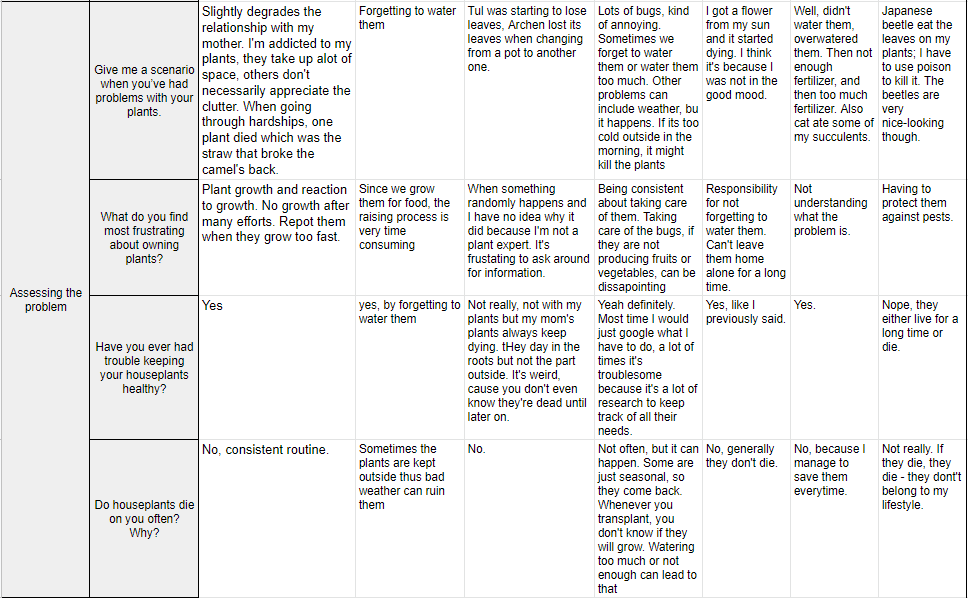 Assessing the
problem
Give me a scenario
when you've had
problems with your
plants.
Slightly degrades the
relationship with my
mother. I'm addicted to my
plants, they take up alot of
space, others don't
necessarily appreciate the
clutter. When going
through hardships, one
plant died which was the
straw that broke the
camel's back.
Forgetting to water
them
Tul was starting to lose
leaves, Archen lost its
leaves when changing
from a pot to another
one.
Lots of bugs, kind
of annoying.
Sometimes we
forget to water
them or water them
too much. Other
problems can
include weather, bu
it happens. If its too
cold outside in the
morning, it might
kill the plants
I got a flower
from my sun
and it started
dying. I think
it's because I
was not in the
good mood.
Well, didn't
water them,
overwatered
them. Then not
enough
fertilizer, and
then too much
fertilizer. Also
cat ate some of
my succulents.
Japanese
beetle eat the
leaves on my
plants; I have
to use poison
to kill it. The
beetles are
very
nice-looking
though.
What do you find
most frustrating
about owning
plants?
Plant growth and reaction
to growth. No growth after
many efforts. Repot them
when they grow too fast.
Since we grow
them for food, the
raising process is
very time
consuming
When something
randomly happens and
I have no idea why it
did because I'm not a
plant expert. It's
frustating to ask around
for information.
Being consistent
about taking care
of them. Taking
care of the bugs, if
they are not
producing fruits or
vegetables, can be
dissapointing
Responsibility
for not
forgetting to
water them.
Can't leave
them home
alone for a long
time.
Not
understanding
what the
problem is.
Having to
protect them
against pests.
Have you ever had
trouble keeping
your houseplants
healthy?
Yes
yes, by forgetting to
water them
Not really, not with my
plants but my mom's
plants always keep
dying. tHey day in the
roots but not the part
outside. It's weird,
cause you don't even
know they're dead until
later on.
Yeah definitely.
Most time I would
just google what I
have to do, a lot of
times it's
troublesome
because it's a lot of
research to keep
track of all their
needs.
Yes, like I
previously said.
Yes.
Nope, they
either live for a
long time or
die.
Do houseplants die
on you often?
Why?
No, consistent routine.
Sometimes the
plants are kept
outside thus bad
weather can ruin
them
No.
Not often, but it can
happen. Some are
just seasonal, so
they come back.
Whenever you
transplant, you
don't know if they
will grow. Watering
too much or not
enough can lead to
that
No, generally
they don't die.
No, because I
manage to
save them
everytime.
Not really. If
they die, they
die - they dont't
belong to my
lifestyle.